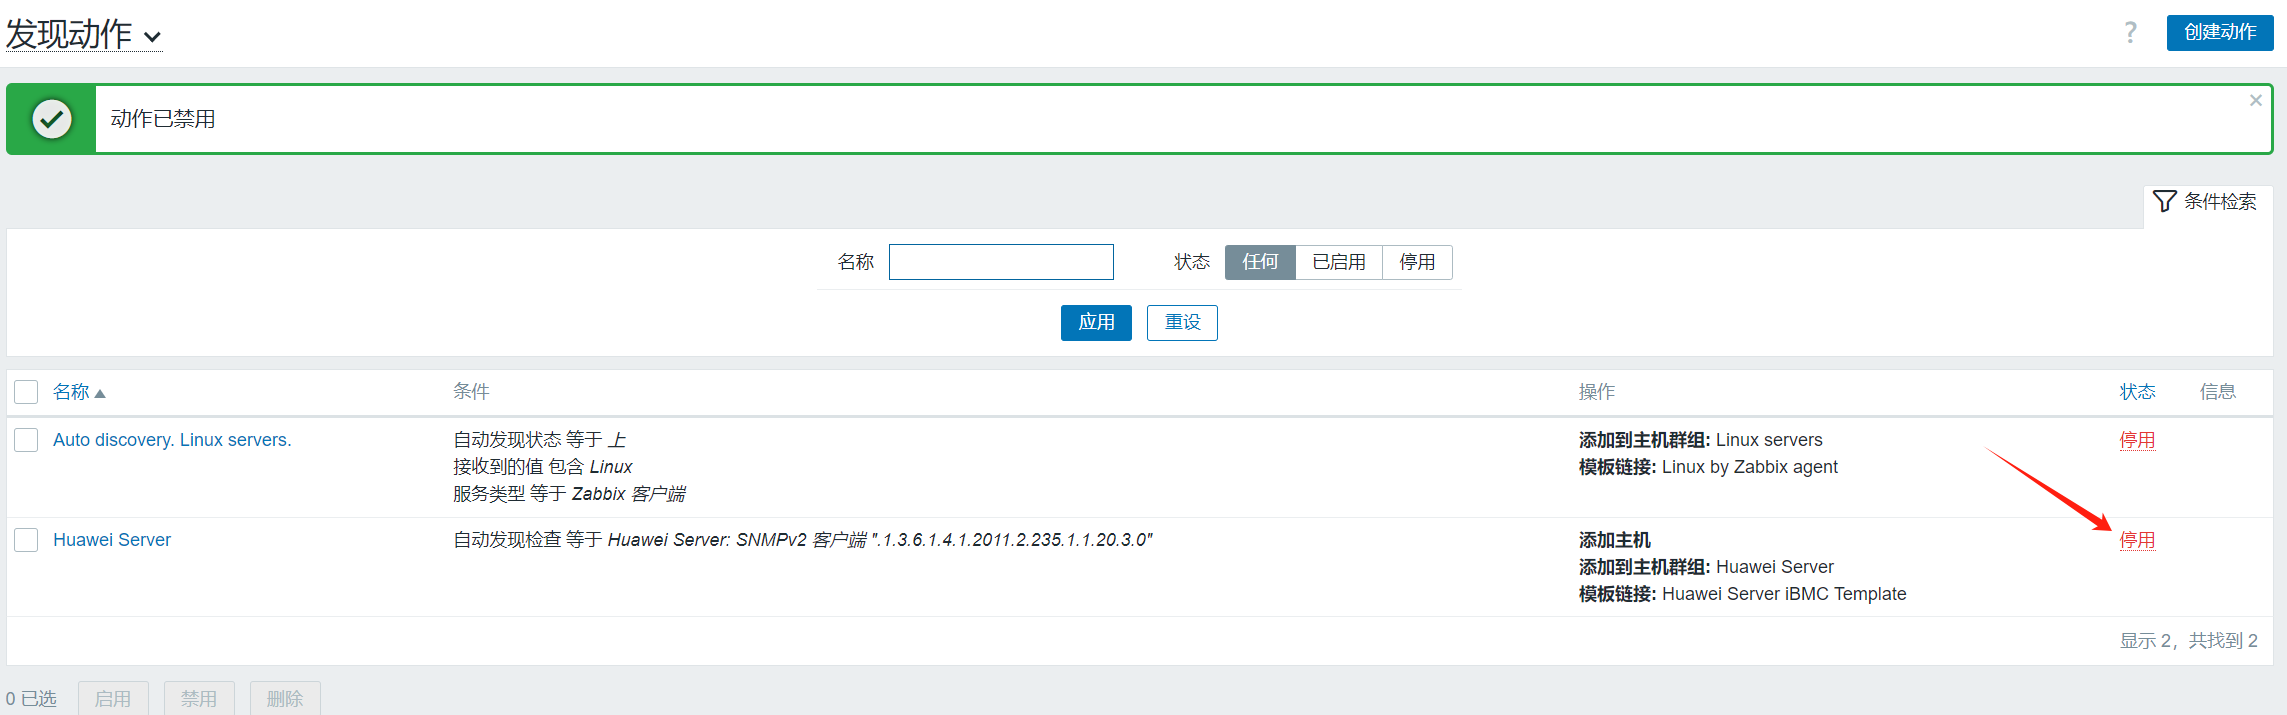 发现动作
? 创建动作
动作已禁用
条件检索
名称 状态 任何 已启用 停用
应用 重设
名称 条件 操作 状态 信息
Auto discovery. Linux servers. 自动发现状态 等于 上 添加到主机群组: Linux servers 停用
接收到的值 包含 Linux 模板链接: Linux by Zabbix agent
服务类型 等于 Zabbix 客户端
Huawei Server 自动发现检查 等于 Huawei Server: SNMPv2 客户端 ".1.3.6.1.4.1.2011.2.235.1.1.20.3.0" 添加主机 停用
添加到主机群组: Huawei Server
模板链接: Huawei Server iBMC Template
显示 2，共找到 2
0 已选 启用 禁用 删除